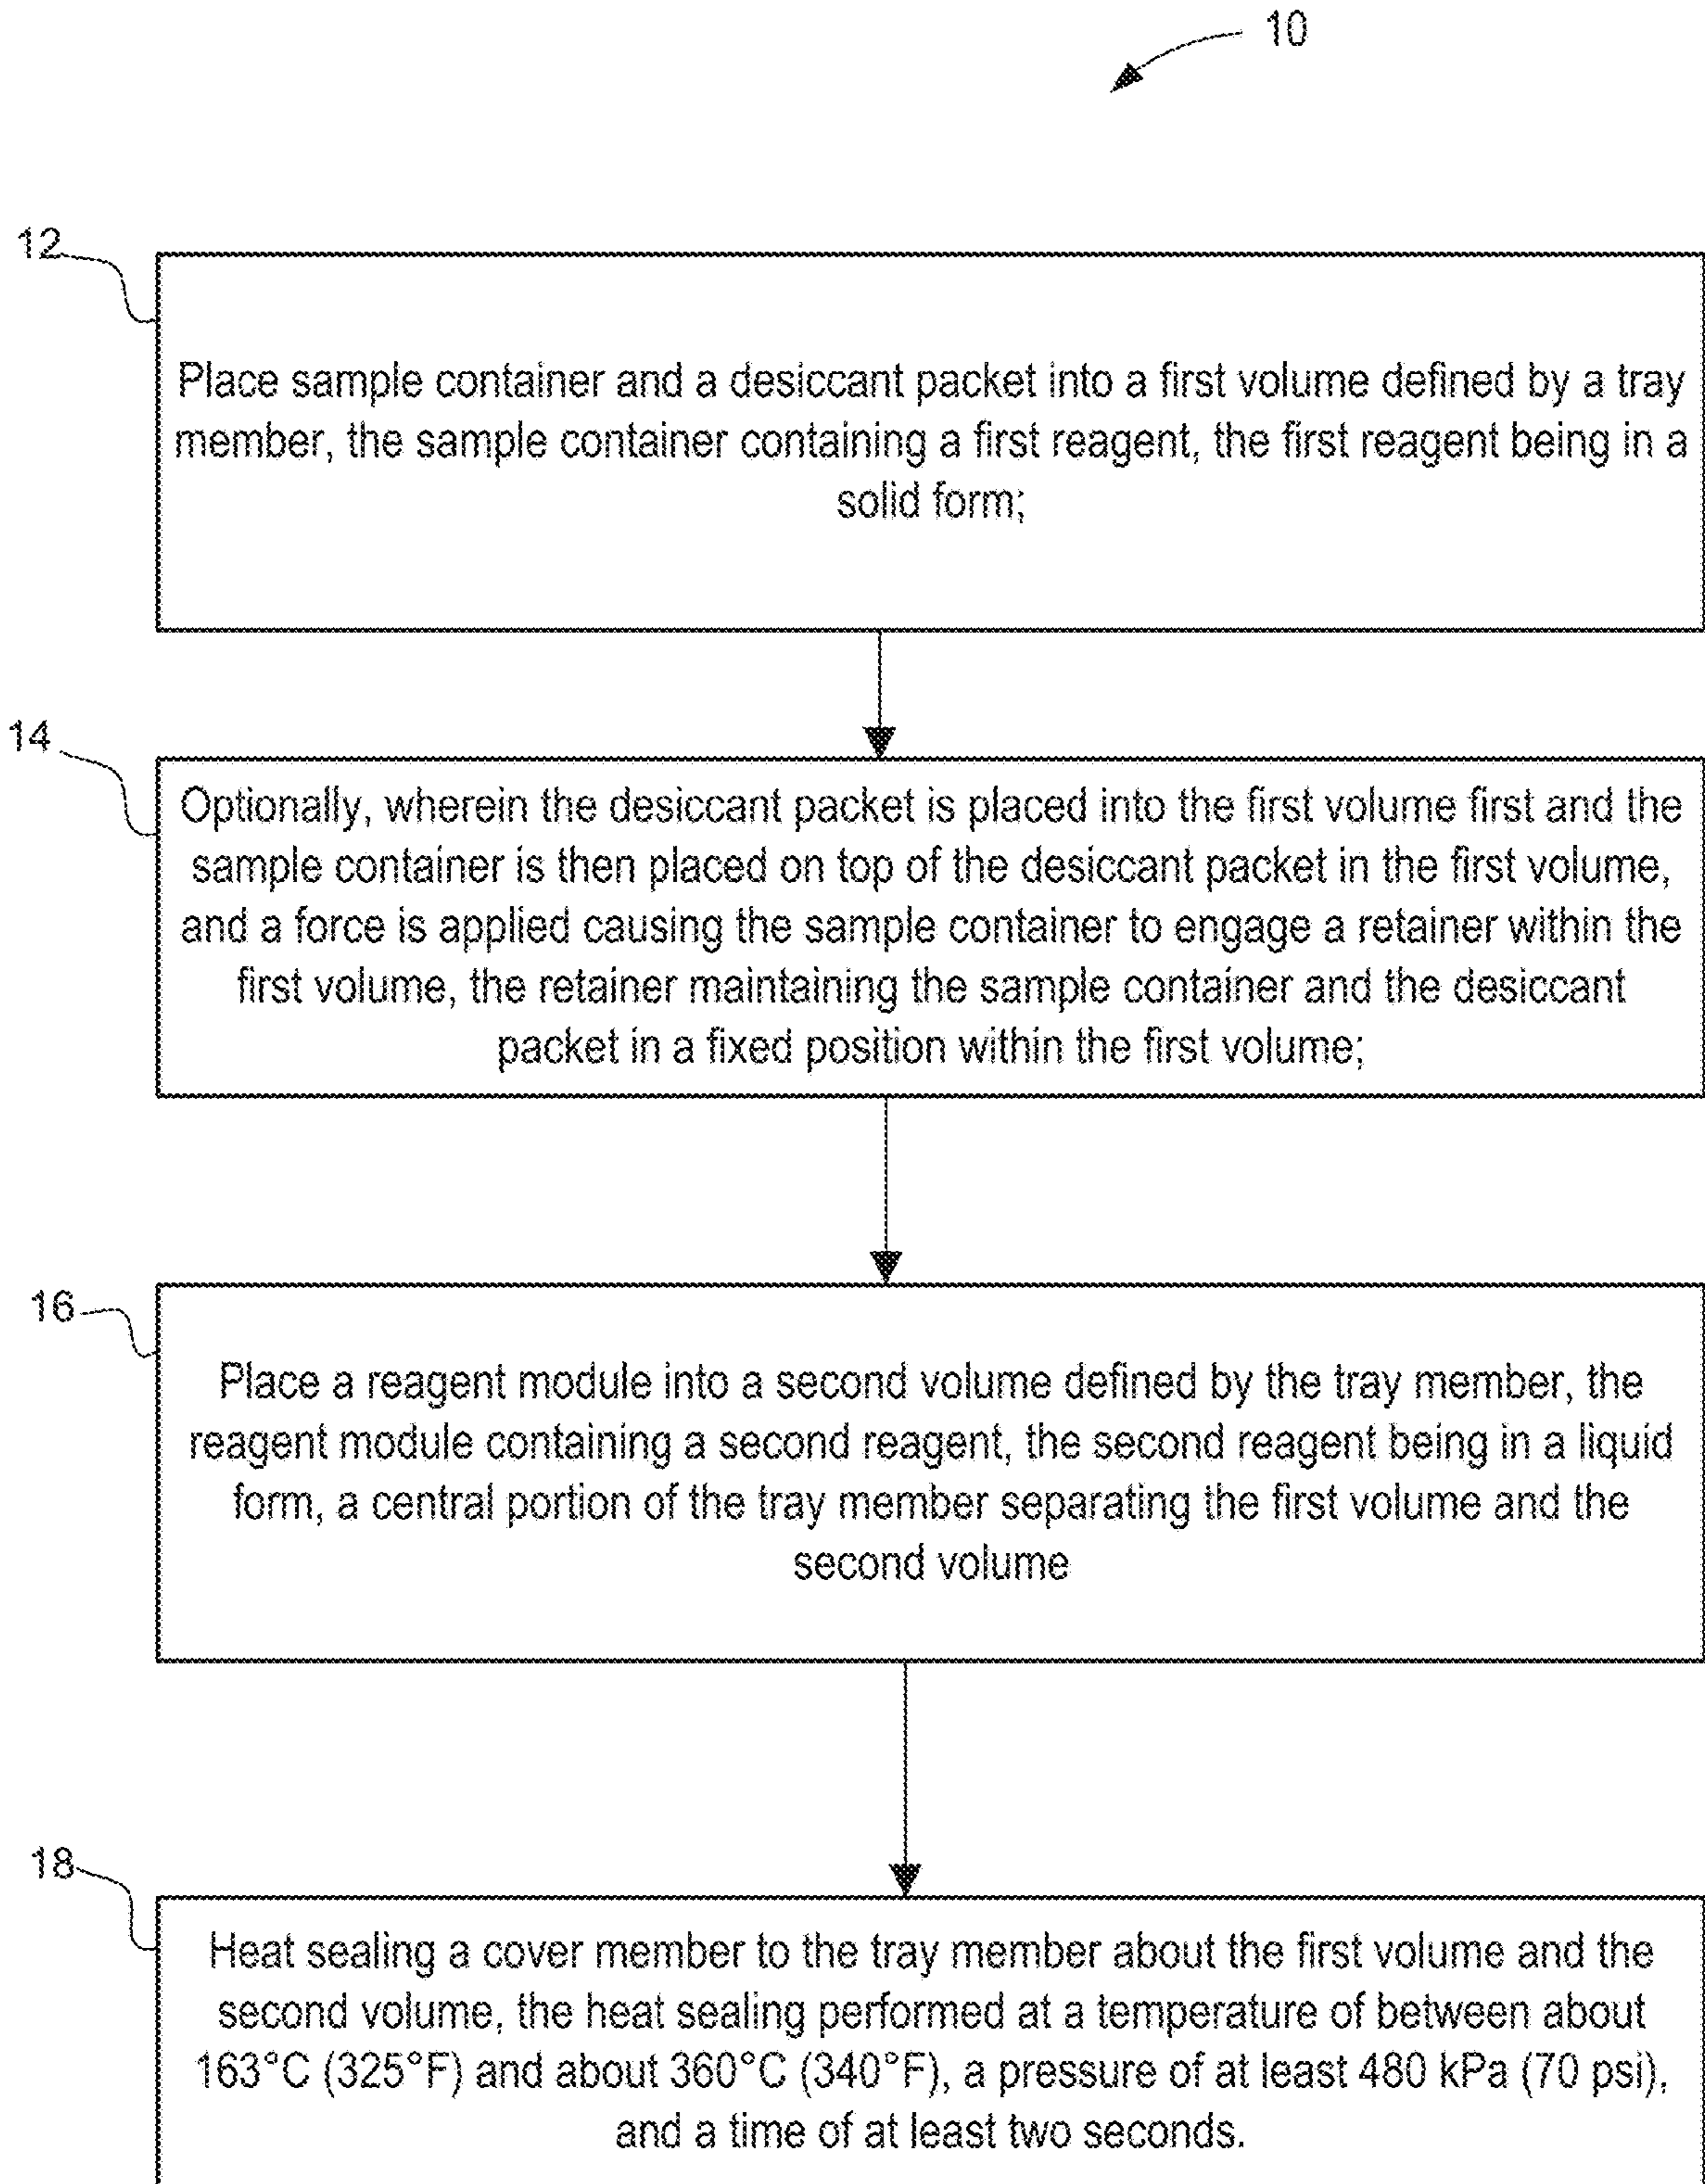 10
12
Place sample container and a desiccant packet into a first volume defined by a tray
member, the sample container containing a first reagent, the first reagent being in a
solid form;
14
Optionally, wherein the desiccant packet is placed into the first volume first and the
sample container is then placed on top of the desiccant packet in the first volume,
and a force is applied causing the sample container to engage a retainer within the
first volume, the retainer maintaining the sample container and the desiccant
packet in a fixed position within the first volume;
16
Place a reagent module into a second volume defined by the tray member, the
reagent module containing a second reagent, the second reagent being in a liquid
form, a central portion of the tray member separating the first volume and the
second volume
18
Heat sealing a cover member to the tray member about the first volume and the
second volume, the heat sealing performed at a temperature of between about
163°C (325°F) and about 360°C (340°F), a pressure of at least 480 kPa (70 psi),
and a time of at least two seconds.